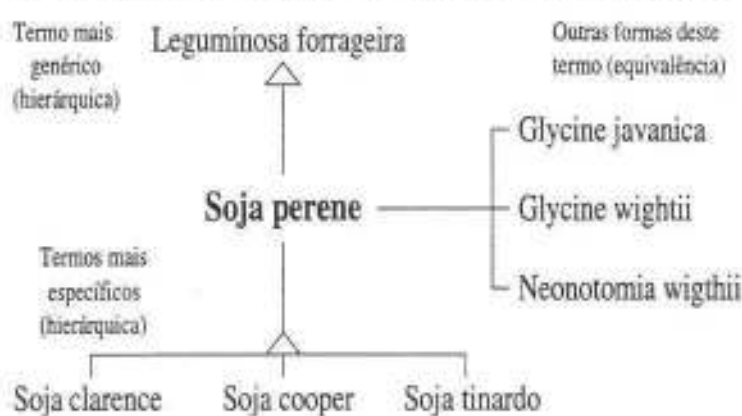 Termo mais
genérico
(hierárquica)
Leguminosa forrageira
Outras formas deste
termo (equivalência)
Glycine javanica
Soja perene
Glycine wightii
Neonotomia wigthii
Termos mais
específicos
(hierárquica)
Soja clarence
Soja cooper
Soja tinardo